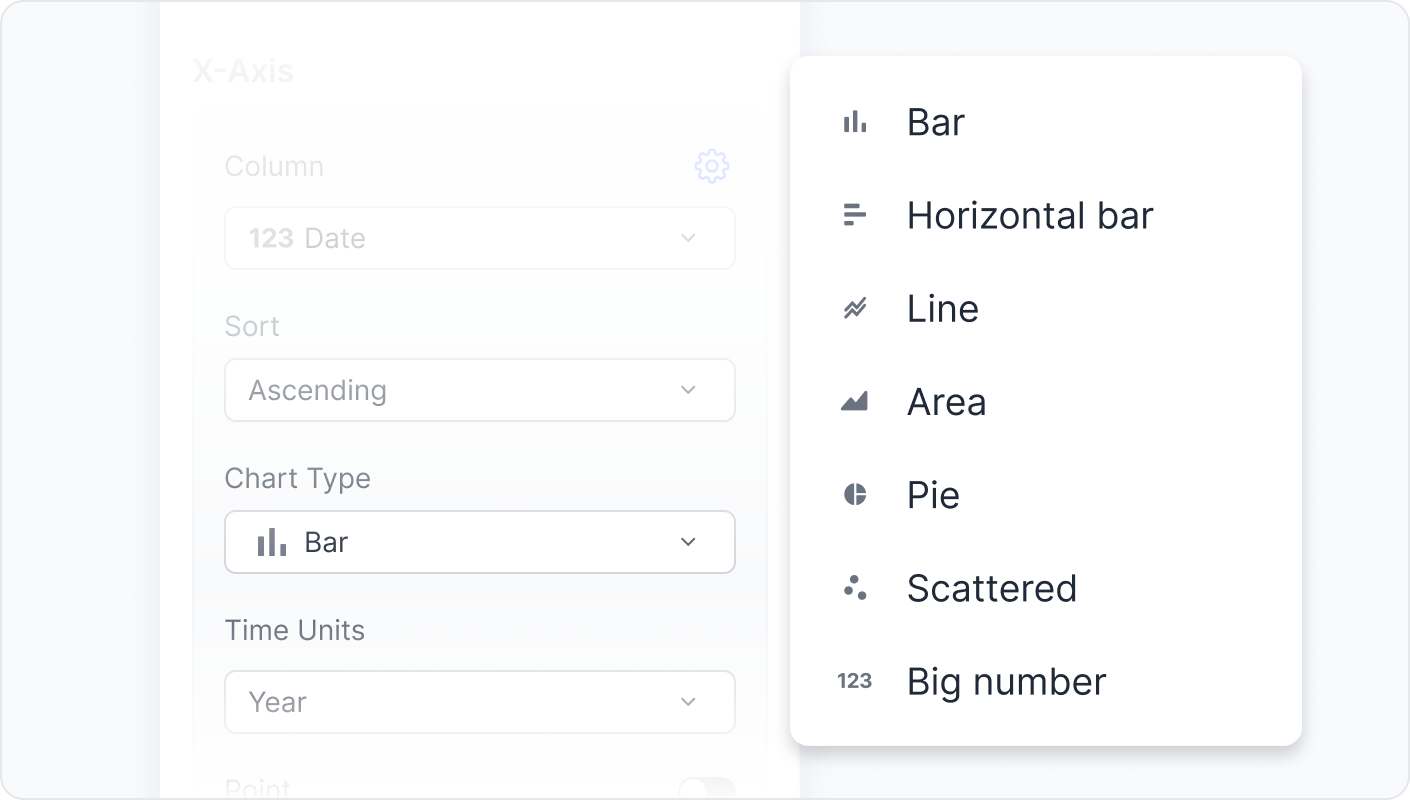 X-Axis
Column
123 Date
Sort
Ascending
Chart Type
Bar
Time Units
Year
Point
Bar
Horizontal bar
Line
Area
Pie
Scattered
123 Big number